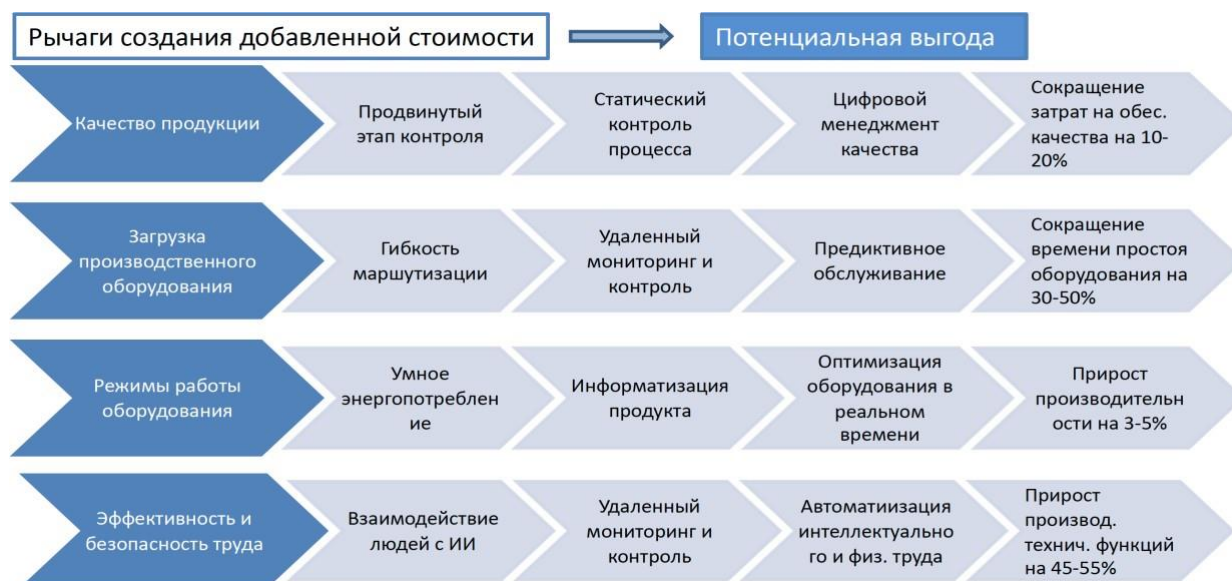 Рычаги создания добавленной стоимости
Потенциальная выгода
Качество продукции
Продвинутый
этап контроля
Статический
контроль
процесса
Цифровой
менеджмент
качества
Сокращение
затрат на обес.
качества на 10-
20%
Загрузка
производственного
оборудования
Гибкость
маршутизации
Удаленный
мониторинг и
контроль
Предиктивное
обслуживание
Сокращение
времени простоя
оборудования на
30-50%
Режимы работы
оборудования
Умное
энергопотреблен
ие
Информатизация
продукта
Оптимизация
оборудования в
реальном
времени
Прирост
производительн
ости на 3-5%
Эффективность и
безопасность труда
Взаимодействие
людей с ИИ
Удаленный
мониторинг и
контроль
Автоматиизация
интеллектуально
го и физ. труда
Прирост
производ.
технич. функций
на 45-55%